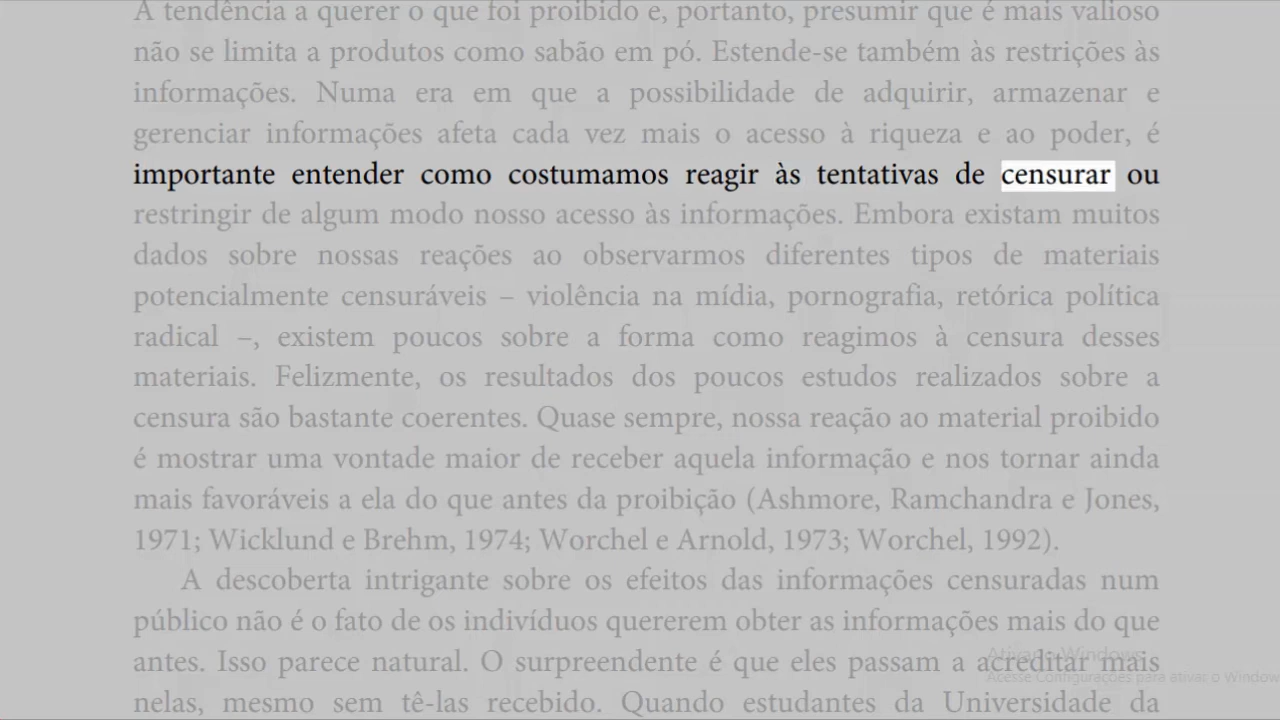 A tendência a querer o que foi proibido e, portanto, presumir que é mais valioso
não se limita a produtos como sabão em pó. Estende-se também às restrições às
informações. Numa era em que a possibilidade de adquirir, armazenar e
gerenciar informações afeta cada vez mais o acesso à riqueza e ao poder, é
importante entender como costumamos reagir às tentativas de censurar ou
restringir de algum modo nosso acesso às informações. Embora existam muitos
dados sobre nossas reações ao observarmos diferentes tipos de materiais
potencialmente censuráveis – violência na mídia, pornografia, retórica política
radical –, existem poucos sobre a forma como reagimos à censura desses
materiais. Felizmente, os resultados dos poucos estudos realizados sobre a
censura são bastante coerentes. Quase sempre, nossa reação ao material proibido
é mostrar uma vontade maior de receber aquela informação e nos tornar ainda
mais favoráveis a ela do que antes da proibição (Ashmore, Ramchandra e Jones,
1971; Wicklund e Brehm, 1974; Worchel e Arnold, 1973; Worchel, 1992).
A descoberta intrigante sobre os efeitos das informações censuradas num
público não é o fato de os indivíduos quererem obter as informações mais do que
antes. Isso parece natural. O surpreendente é que eles passam a acreditar mais
nelas, mesmo sem tê-las recebido. Quando estudantes da Universidade da
Ativar o Windows
Acesse Configurações para ativar o Window